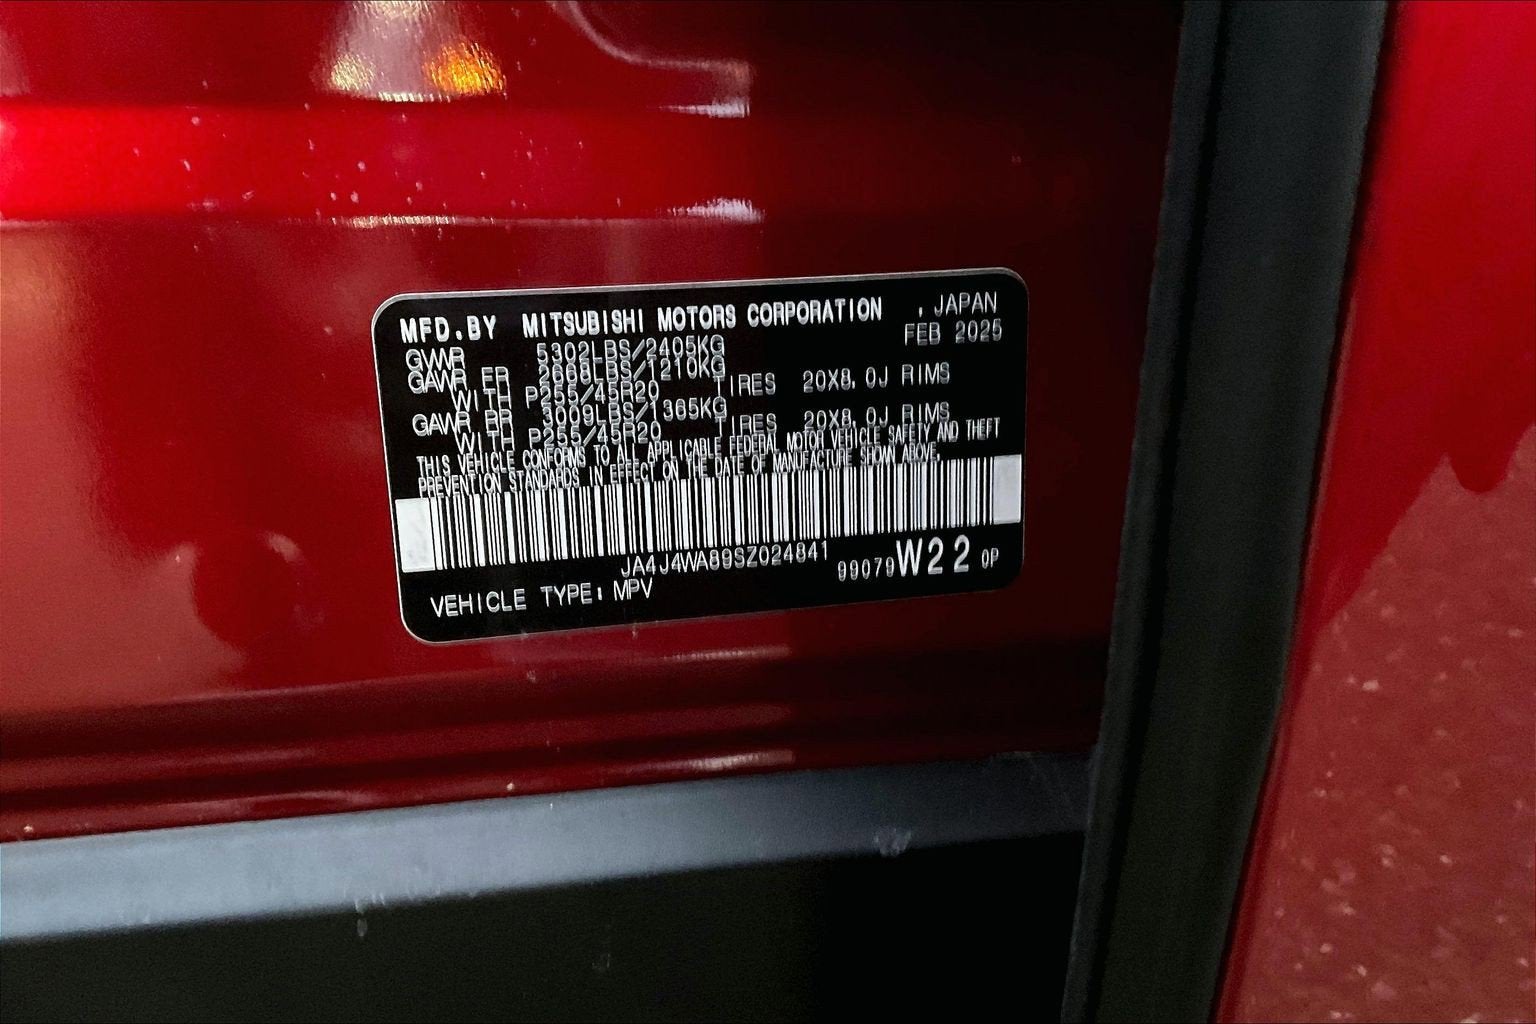 MFD.BY MITSUBISHI MOTORS CORPORATION , JAPAN
FEB 2025
GVWR 5302LBS/2405KG
GAWR FR 2668LBS/1210KG
WITH P255/45R20 TIRES 20X8.0J RIMS
GAWR RR 3009LBS/1365KG
WITH P255/45R20 TIRES 20X8.0J RIMS
THIS VEHICLE CONFORMS TO ALL APPLICABLE FEDERAL MOTOR VEHICLE SAFETY AND THEFT
PREVENTION STANDARDS IN EFFECT ON THE DATE OF MANUFACTURE SHOWN ABOVE.
JA4J4WA89SZ024841
99079W22 0P
VEHICLE TYPE: MPV